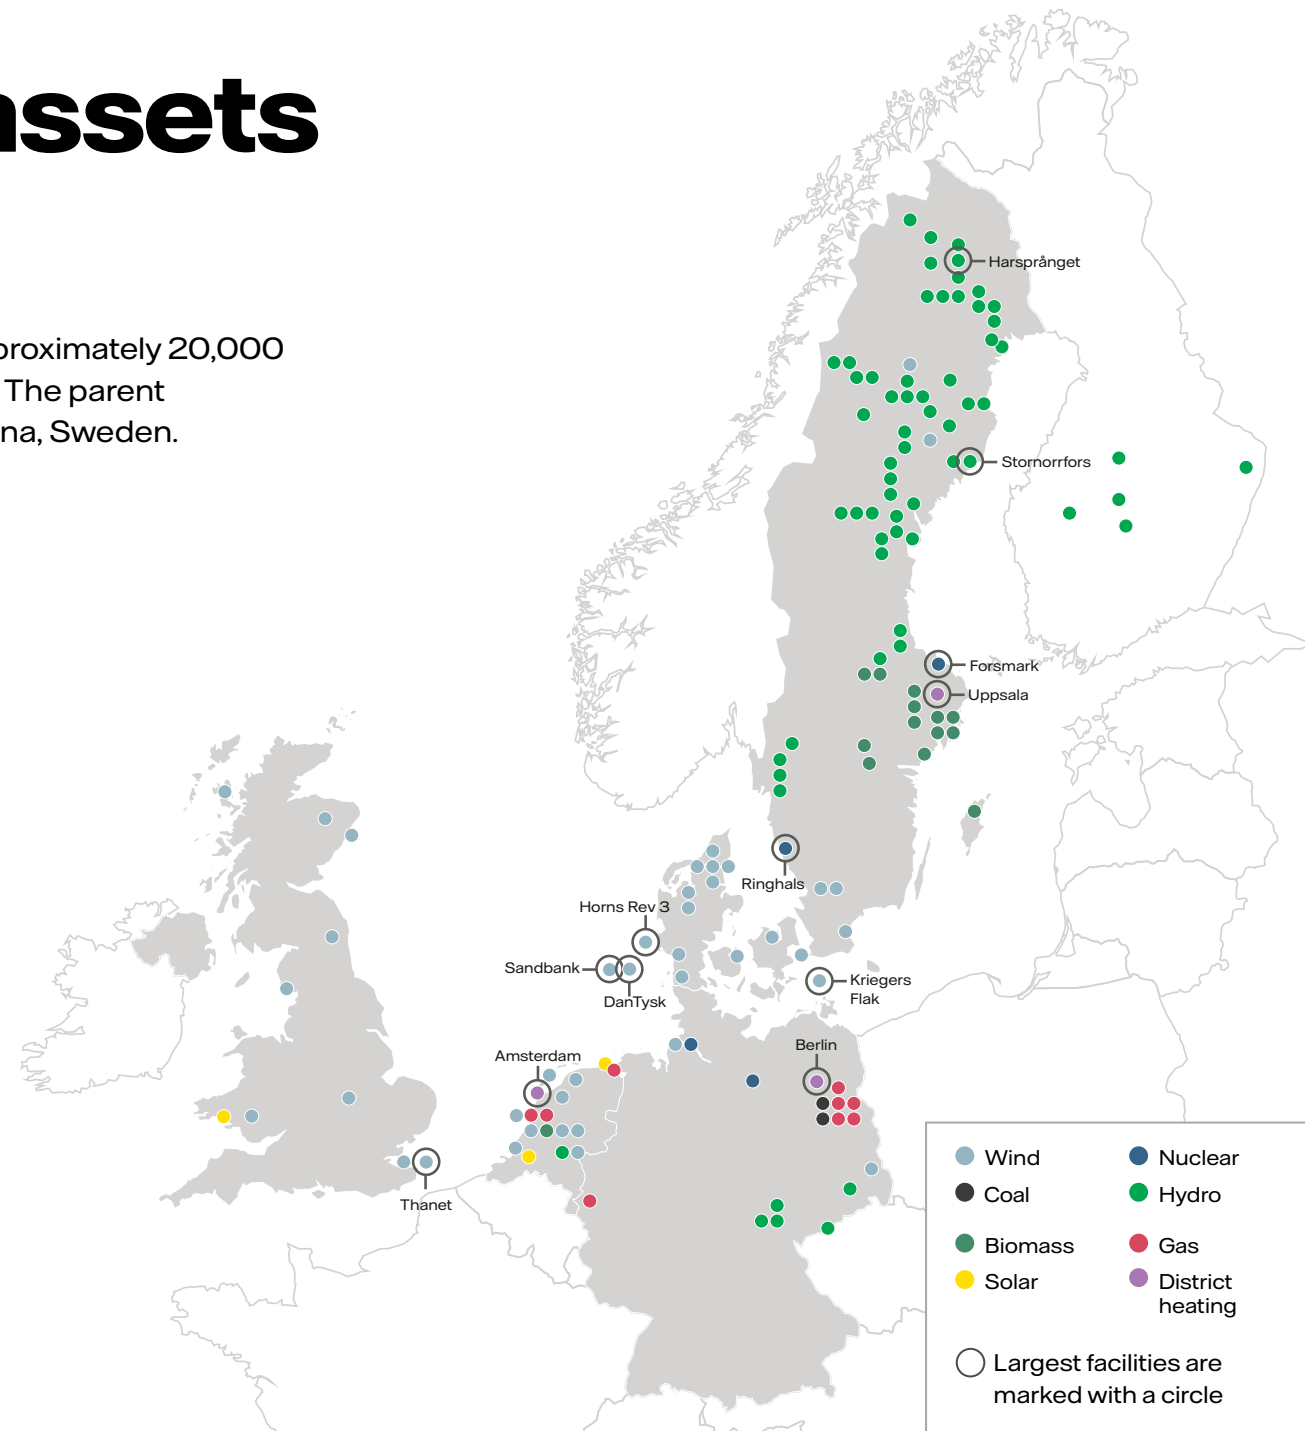 assets
proximately 20,000
The parent
na, Sweden.
Harsprånget
Stornorrfors
Forsmark
Uppsala
Ringhals
Horns Rev 3
Sandbank
DanTysk
Kriegers
Flak
Amsterdam
Berlin
Thanet
Wind
Nuclear
Coal
Hydro
Biomass
Gas
Solar
District
heating
Largest facilities are
marked with a circle